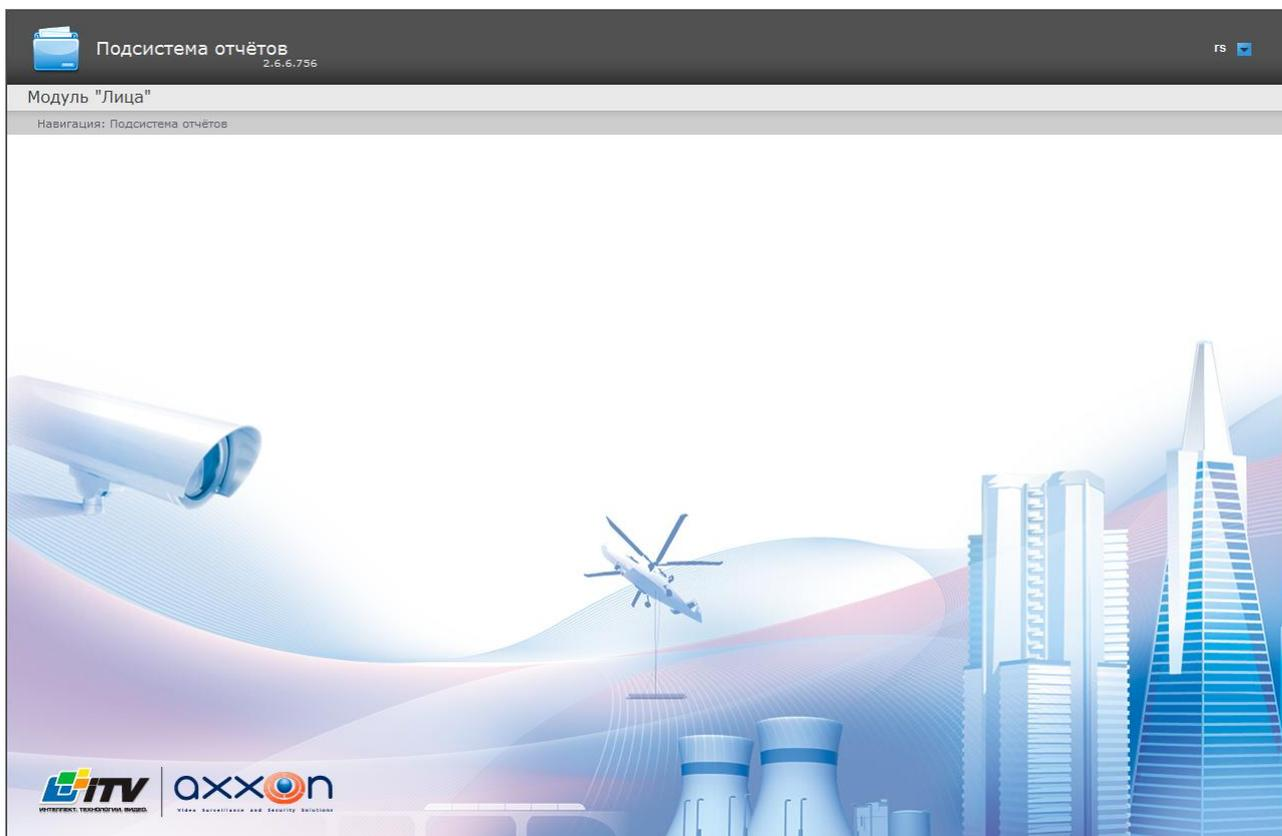 Подсистема отчётов
2.6.6.756
rs
Модуль "Лица"
Навигация: Подсистема отчётов
iTV
ИНТЕЛЛЕКТ. ТЕХНОЛОГИИ. ВИДЕО.
axxon
Video Surveillance and Security Solutions